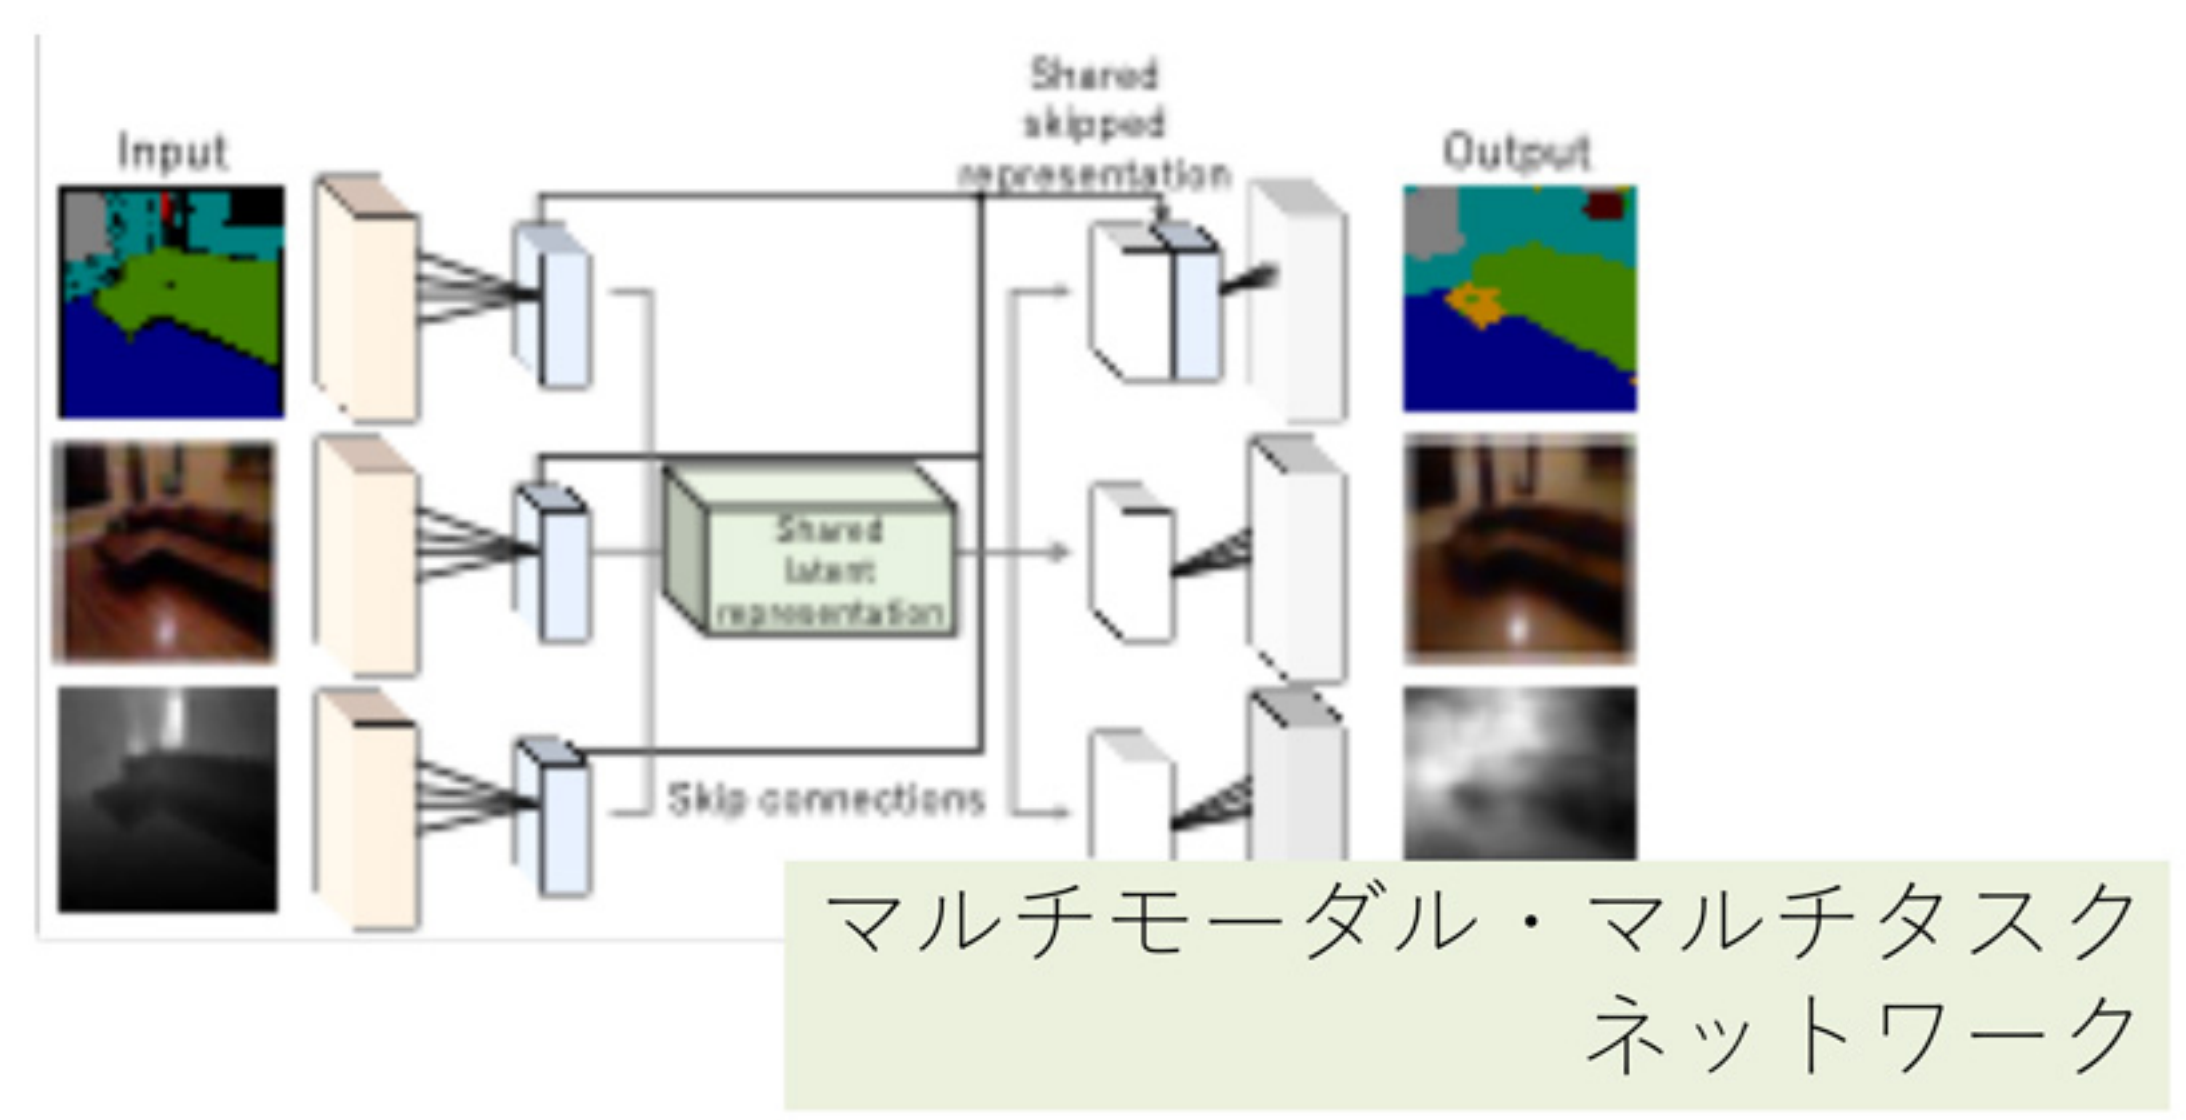 Input
Shared
skipped
representation
Output
Shared
latent
representation
Skip connections
マルチモーダル・マルチタスク
ネットワーク